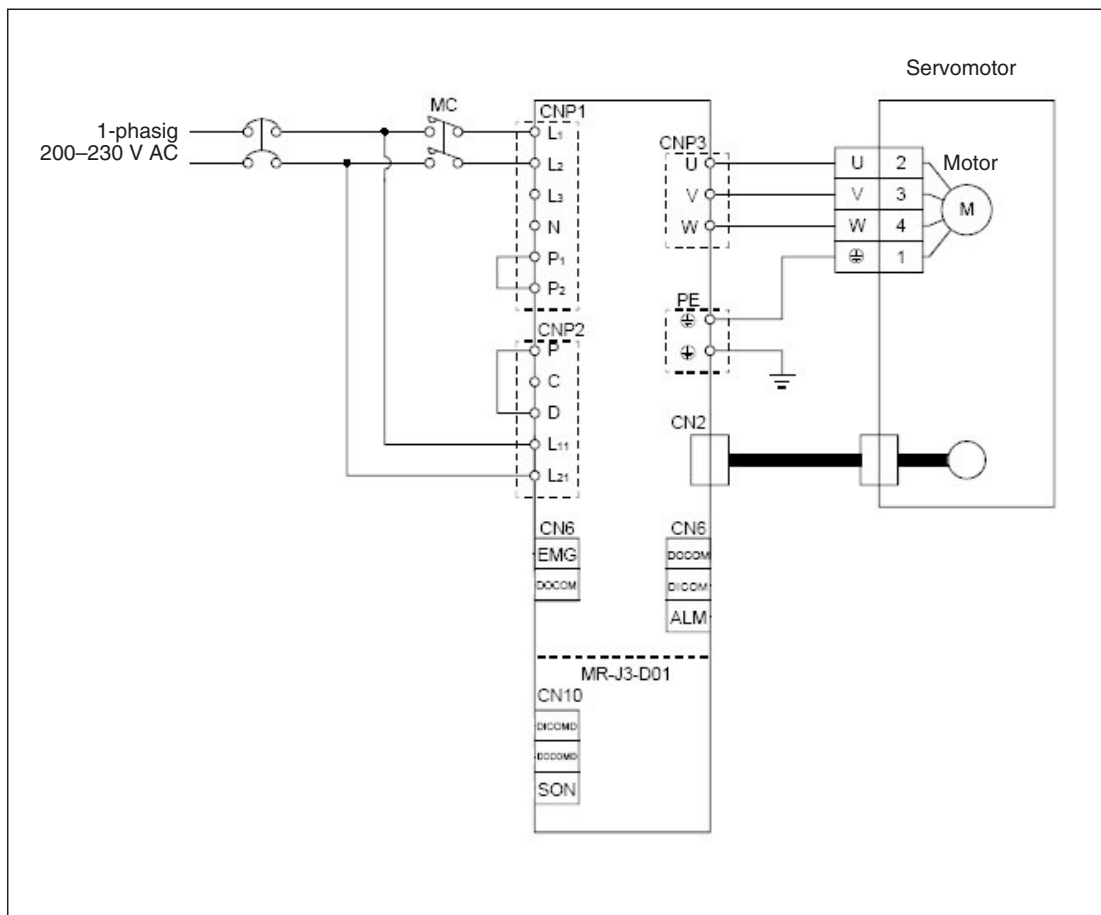 Servomotor
1-phasig
200–230 V AC
MC
CNP1
L1
L2
L3
N
P1
P2
CNP2
P
C
D
L11
L21
CNP3
U
V
W
PE
CN2
U 2
V 3
W 4
1
Motor
M
CN6
EMG
DOCOM
CN6
DOCOM
DICOM
ALM
MR-J3-D01
CN10
DICOMD
DOCOMD
SON